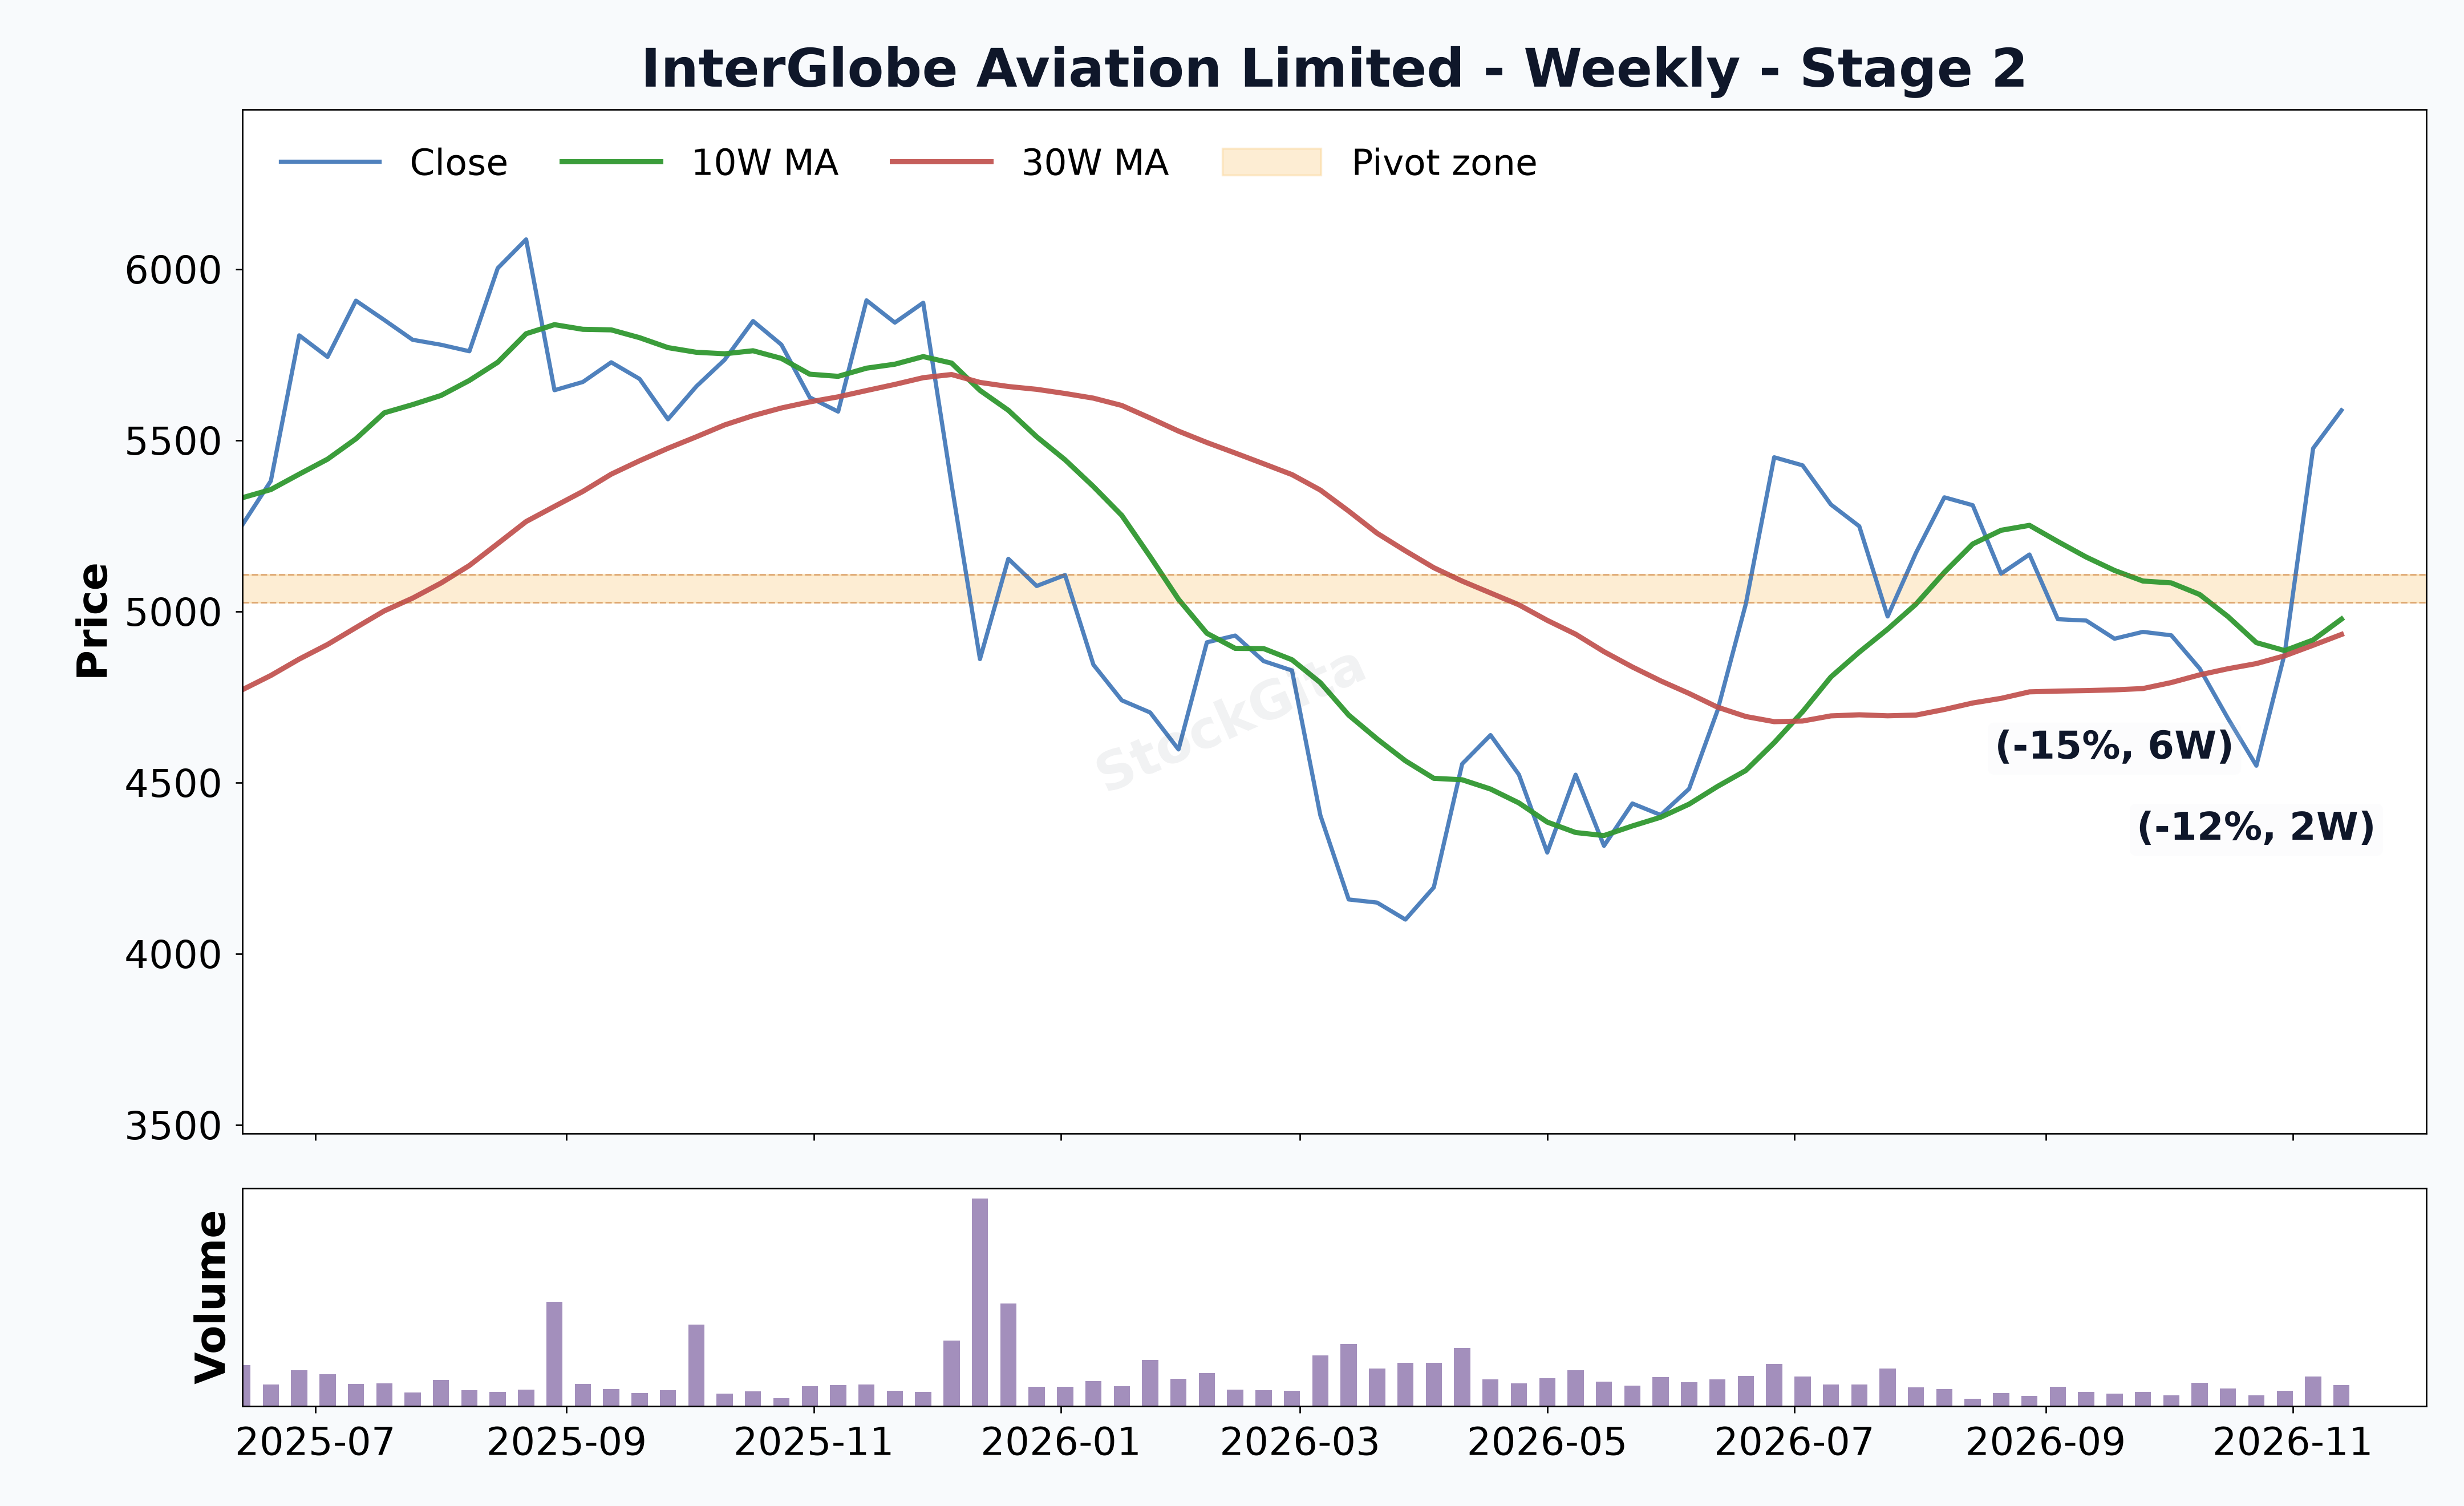 InterGlobe Aviation Limited - Weekly - Stage 2
Close 10W MA 30W MA Pivot zone
6000
5500
5000
4500
4000
3500
Price
StockGita
(-15%, 6W)
(-12%, 2W)
Volume
2025-07 2025-09 2025-11 2026-01 2026-03 2026-05 2026-07 2026-09 2026-11